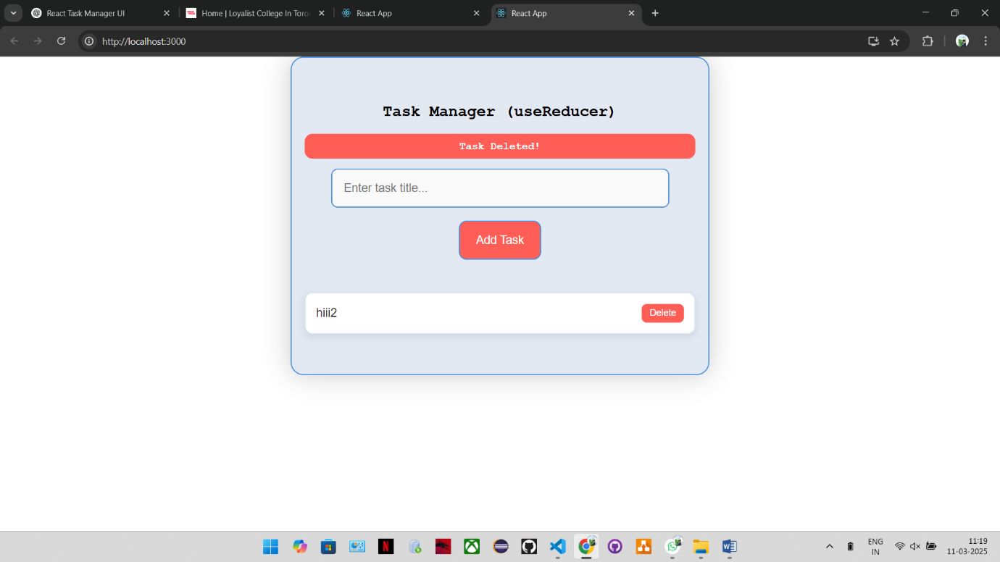 React Task Manager UI
Home | Loyalist College In Toron
React App
React App
http://localhost:3000
Task Manager (useReducer)
Task Deleted!
Enter task title...
Add Task
hiii2
Delete
ENG
IN
11:19
11-03-2025